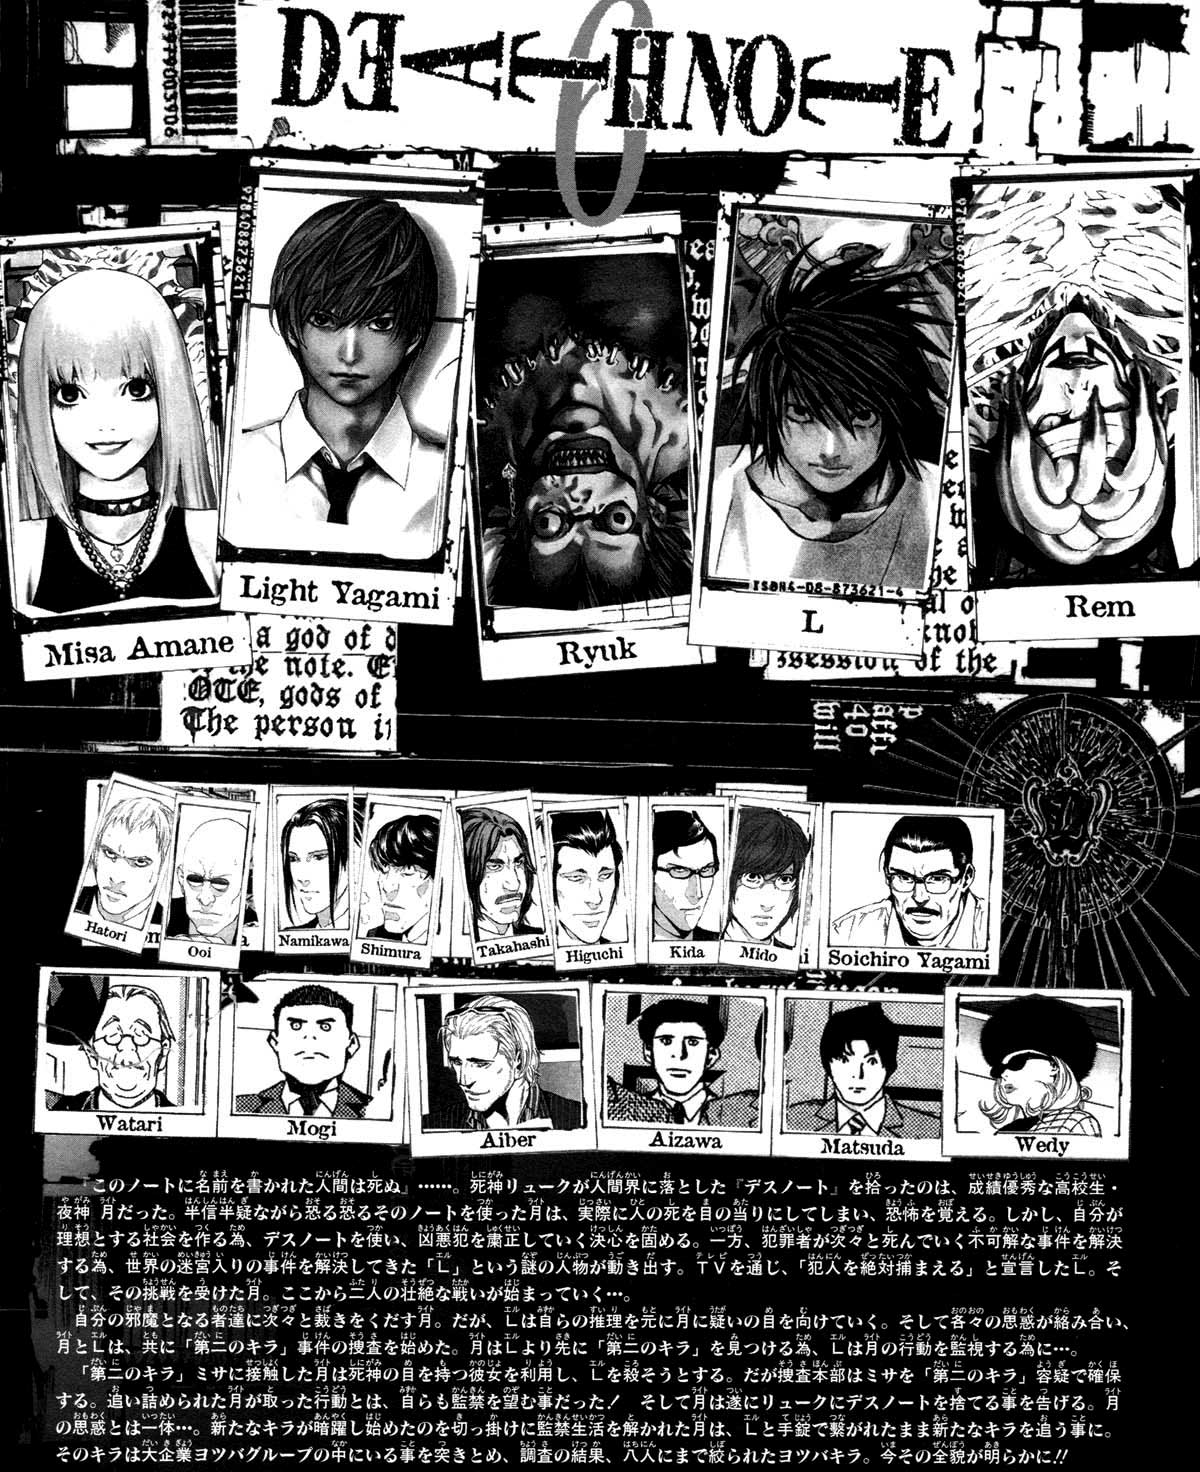 DEATH NOTE
6
Misa Amane
Light Yagami
Ryuk
L
Rem
ISBN4-08-873621-4
a god of d
he note. E
OTE, gods of
The person i
session of the
Hatori
Ooi
Namikawa
Shimura
Takahashi
Higuchi
Kida
Mido
Soichiro Yagami
Watari
Mogi
Aiber
Aizawa
Matsuda
Wedy
「このノートに名前を書かれた人間は死ぬ」……。死神リュークが人間界に落とした『デスノート』を拾ったのは、成績優秀な高校生・
夜神 月だった。半信半疑ながら恐る恐るそのノートを使った月は、実際に人の死を目の当りにしてしまい、恐怖を覚える。しかし、自分が
理想とする社会を作る為、デスノートを使い、凶悪犯を粛正していく決心を固める。一方、犯罪者が次々と死んでいく不可解な事件を解決
する為、世界の迷宮入りの事件を解決してきた「L」という謎の人物が動き出す。TVを通じ、「犯人を絶対捕まえる」と宣言したL。そ
して、その挑戦を受けた月。ここから二人の壮絶な戦いが始まっていく…。
自分の邪魔となる者達に次々と裁きをくだす月。だが、Lは自らの推理を元に月に疑いの目を向けていく。そして各々の思惑が絡み合い、
月とLは、共に「第二のキラ」事件の捜査を始めた。月はLより先に「第二のキラ」を見つける為、Lは月の行動を監視する為に…。
「第二のキラ」ミサに接触した月は死神の目を持つ彼女を利用し、Lを殺そうとする。だが捜査本部はミサを「第二のキラ」容疑で確保
する。追い詰められた月が取った行動とは、自らも監禁を望む事だった! そして月は遂にリュークにデスノートを捨てる事を告げる。月
の思惑とは一体…。新たなキラが暗躍し始めたのを切っ掛けに監禁生活を解かれた月は、Lと手錠で繋がれたまま新たなキラを追う事に。
そのキラは大企業ヨツバグループの中にいる事を突きとめ、調査の結果、八人にまで絞られたヨツバキラ。今その全貌が明らかに!!